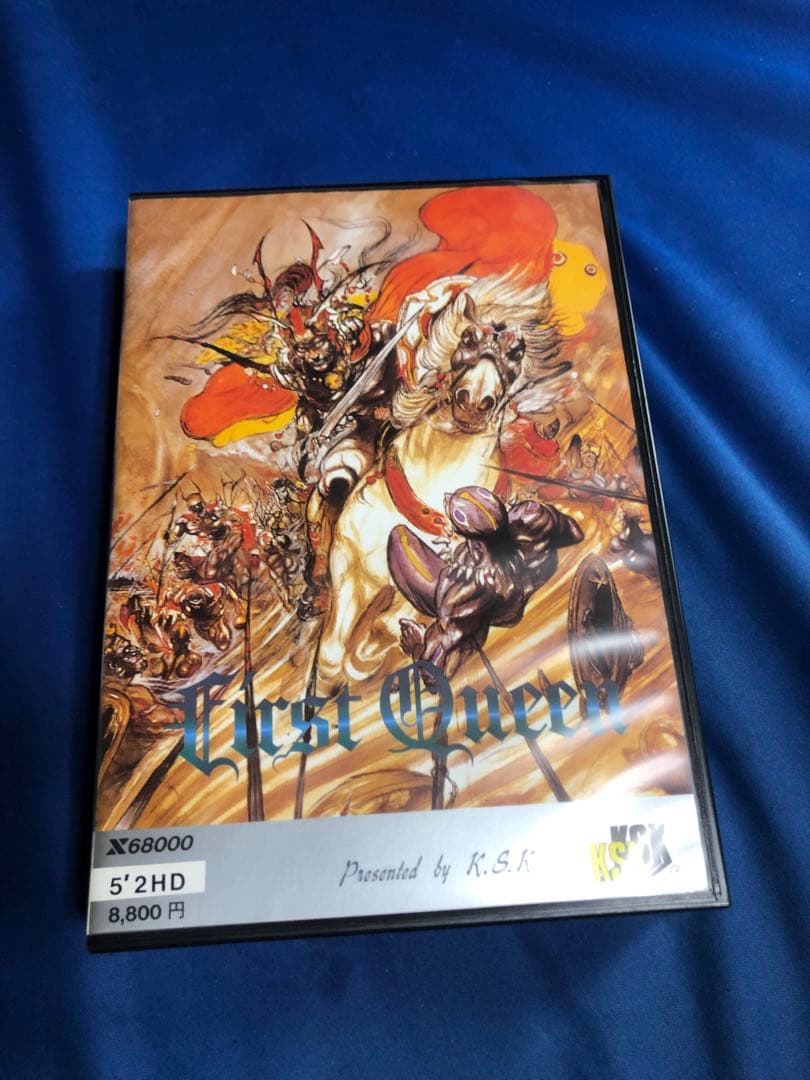 First Queen
X68000
5'2HD
8,800円
Presented by K.S.K
KSK